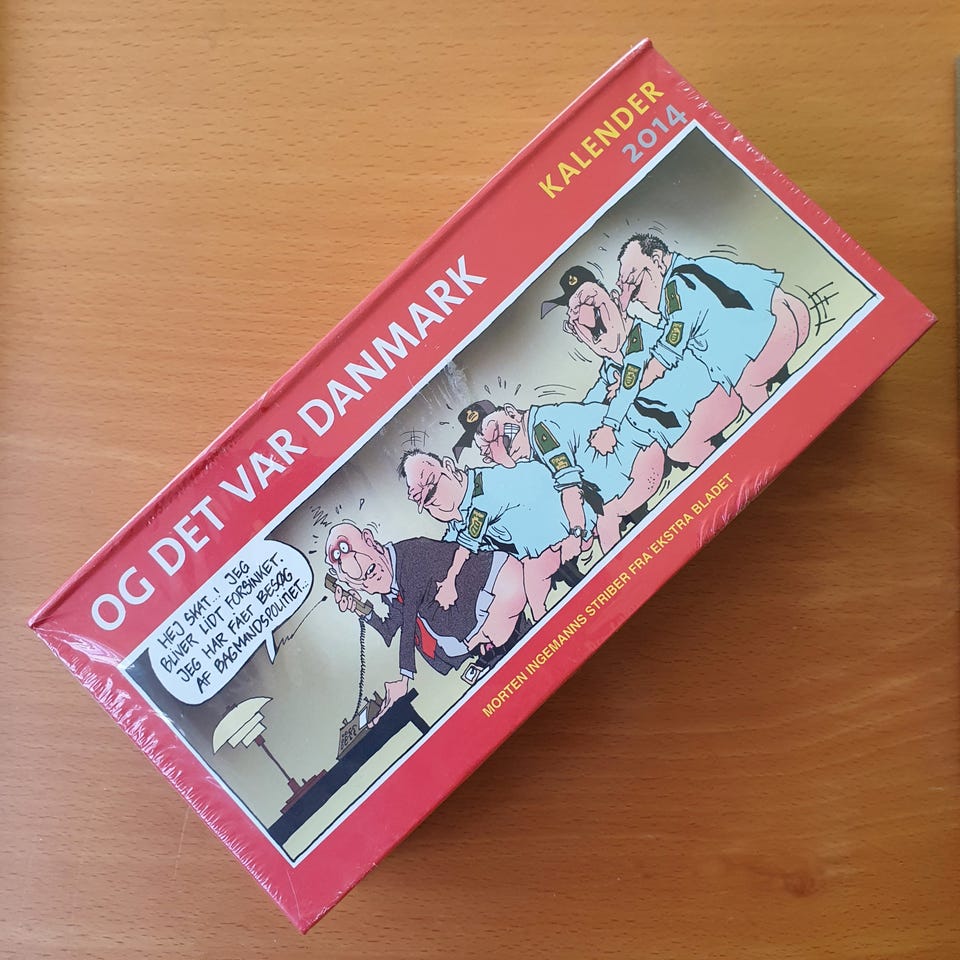 KALENDER
2014
OG DET VAR DANMARK
HEJ SKAT...! JEG
BLIVER LIDT FORSINKET.
JEG HAR FÅET BESØG
AF BAGMANDSPOLITIET...
MORTEN INGEMANNS STRIBER FRA EKSTRA BLADET